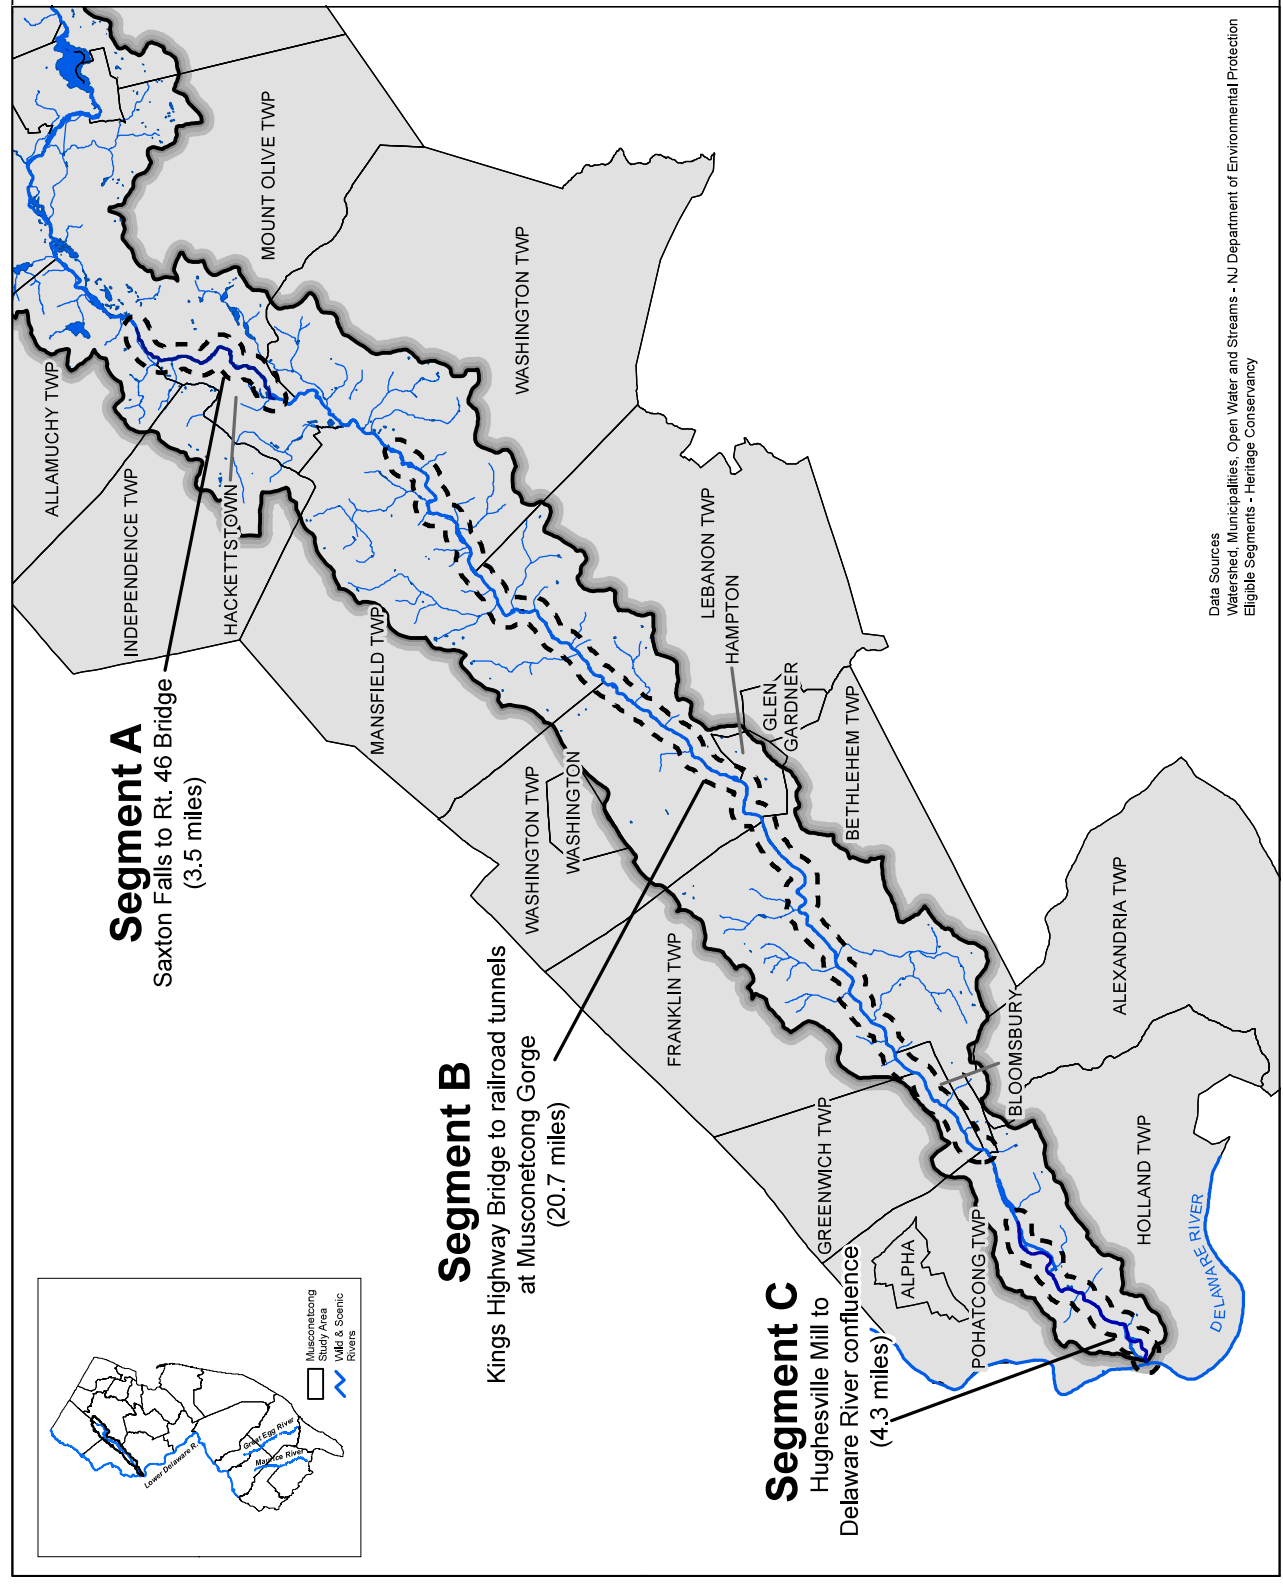 Segment A
Saxton Falls to Rt. 46 Bridge
(3.5 miles)
Segment B
Kings Highway Bridge to railroad tunnels
at Musconetcong Gorge
(20.7 miles)
Segment C
Hughesville Mill to
Delaware River confluence
(4.3 miles)
ALLAMUCHY TWP
INDEPENDENCE TWP
HACKETTSTOWN
MOUNT OLIVE TWP
WASHINGTON TWP
MANSFIELD TWP
LEBANON TWP
HAMPTON
GLEN
GARDNER
WASHINGTON TWP
WASHINGTON
BETHLEHEM TWP
FRANKLIN TWP
ALEXANDRIA TWP
BLOOMSBURY
GREENWICH TWP
HOLLAND TWP
ALPHA
POHATCONG TWP
DELAWARE RIVER
Musconetcong
Study Area
Wild & Scenic
Rivers
Lower Delaware R.
Great Egg River
Maurice River
Data Sources
Watershed, Municipalities, Open Water and Streams - NJ Department of Environmental Protection
Eligible Segments - Heritage Conservancy